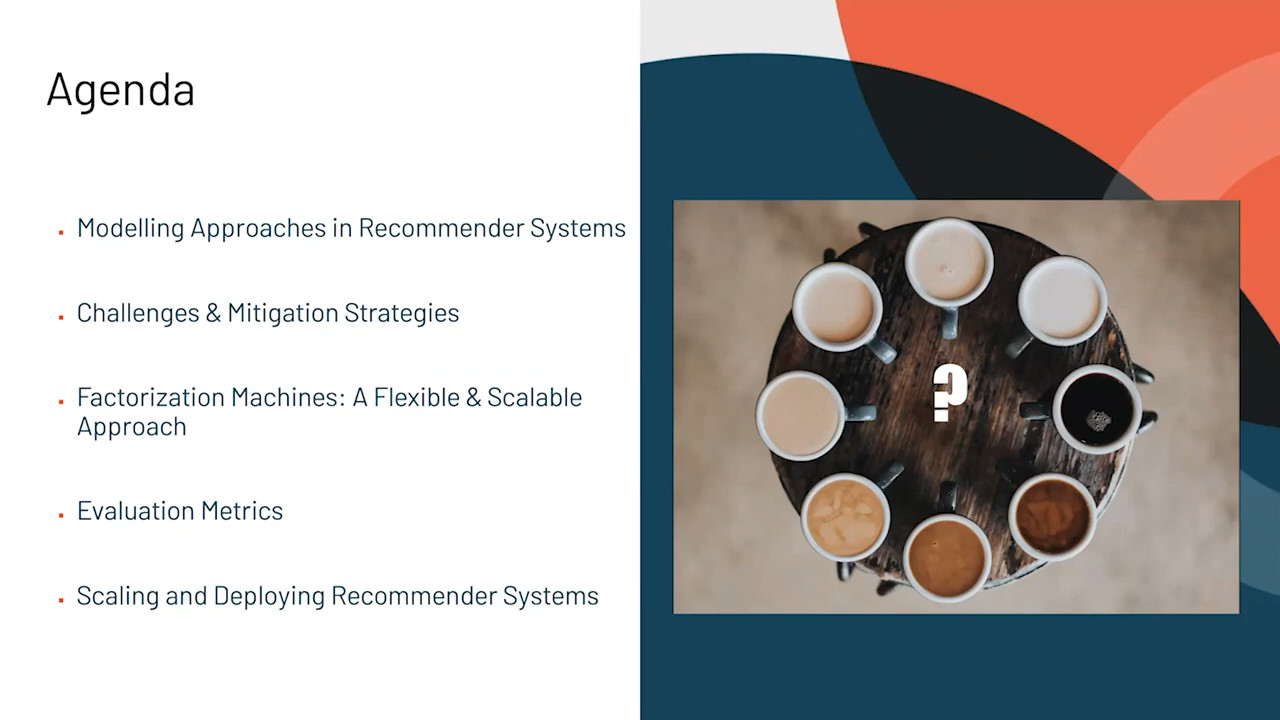 Agenda
Modelling Approaches in Recommender Systems
Challenges & Mitigation Strategies
Factorization Machines: A Flexible & Scalable
Approach
Evaluation Metrics
Scaling and Deploying Recommender Systems
?